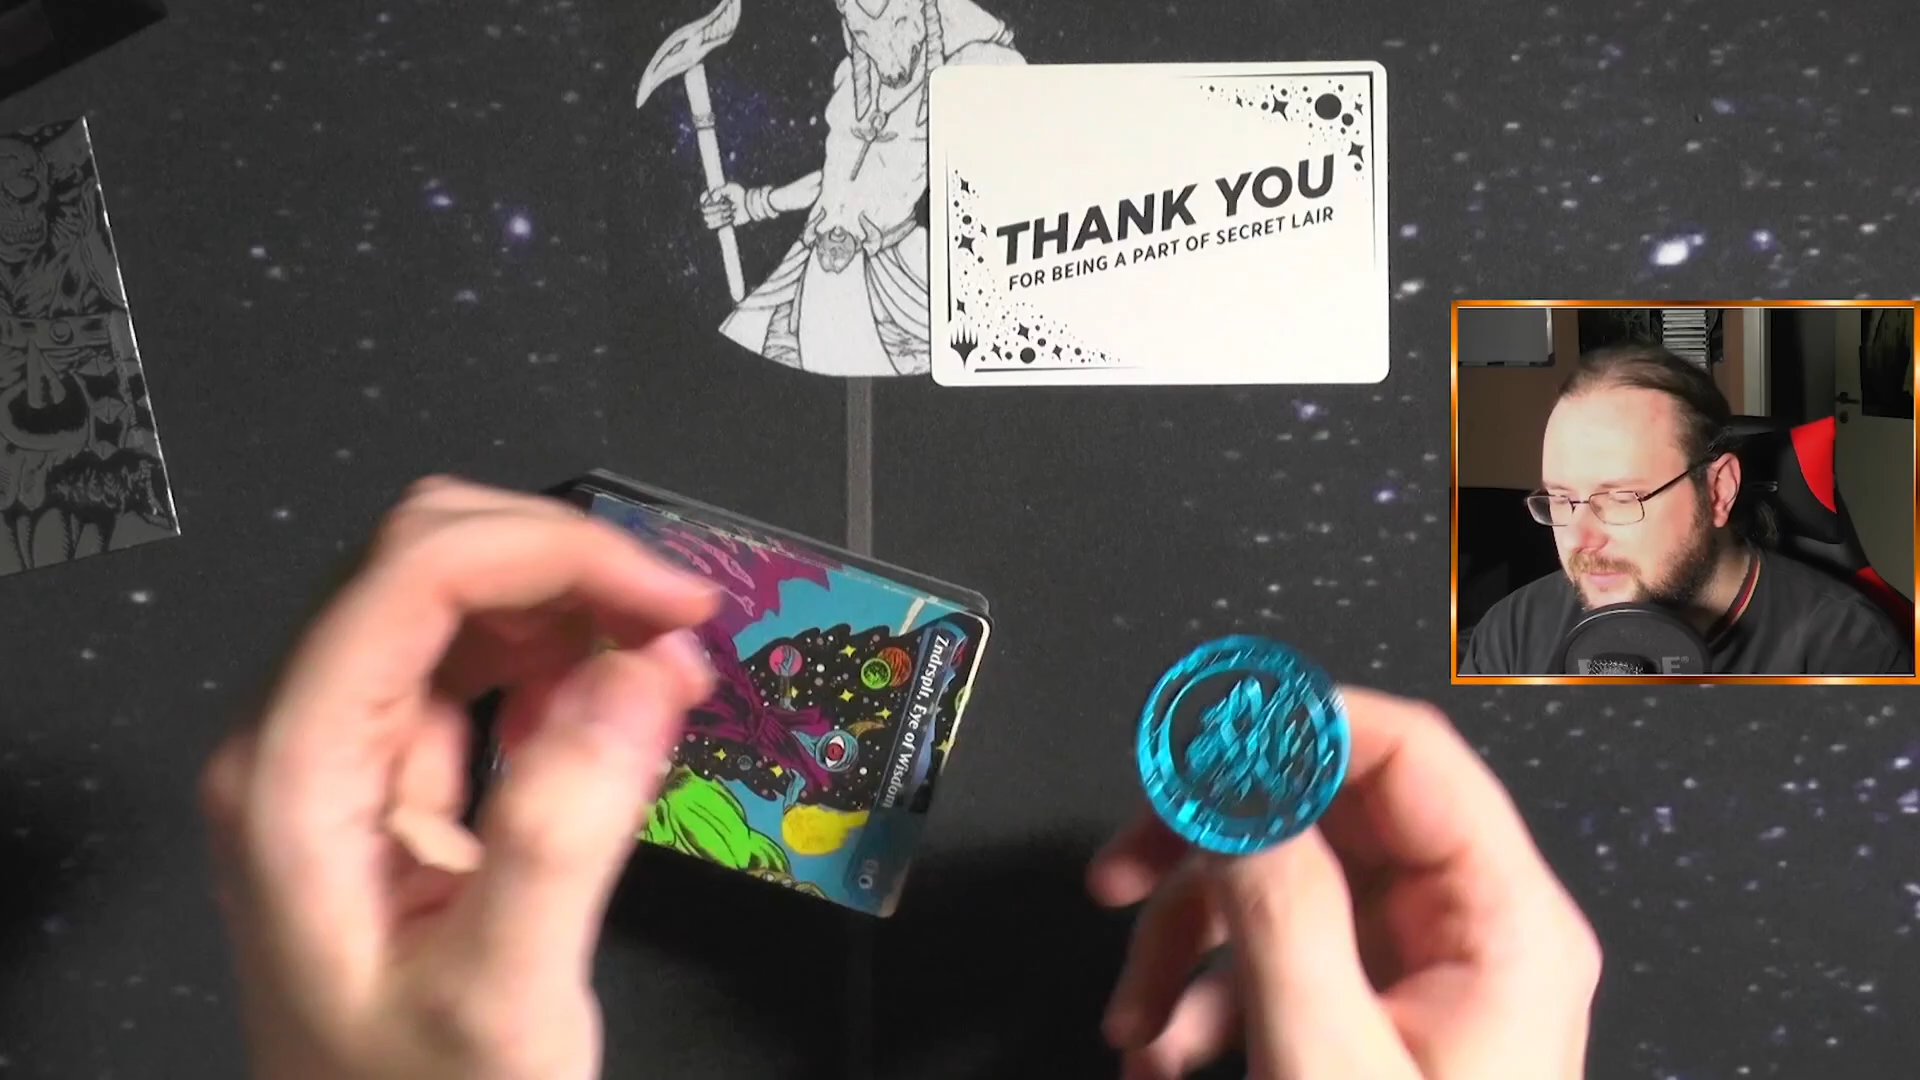 THANK YOU
FOR BEING A PART OF SECRET LAIR
Zndrsplt, Eye of Wisdom